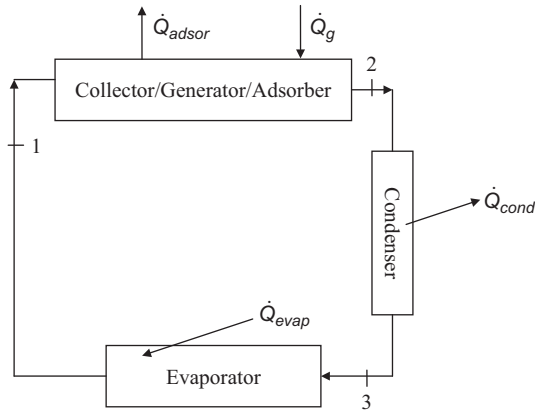 Q̇adsor
Q̇g
Collector/Generator/Adsorber
2
1
Condenser
Q̇cond
Q̇evap
Evaporator
3